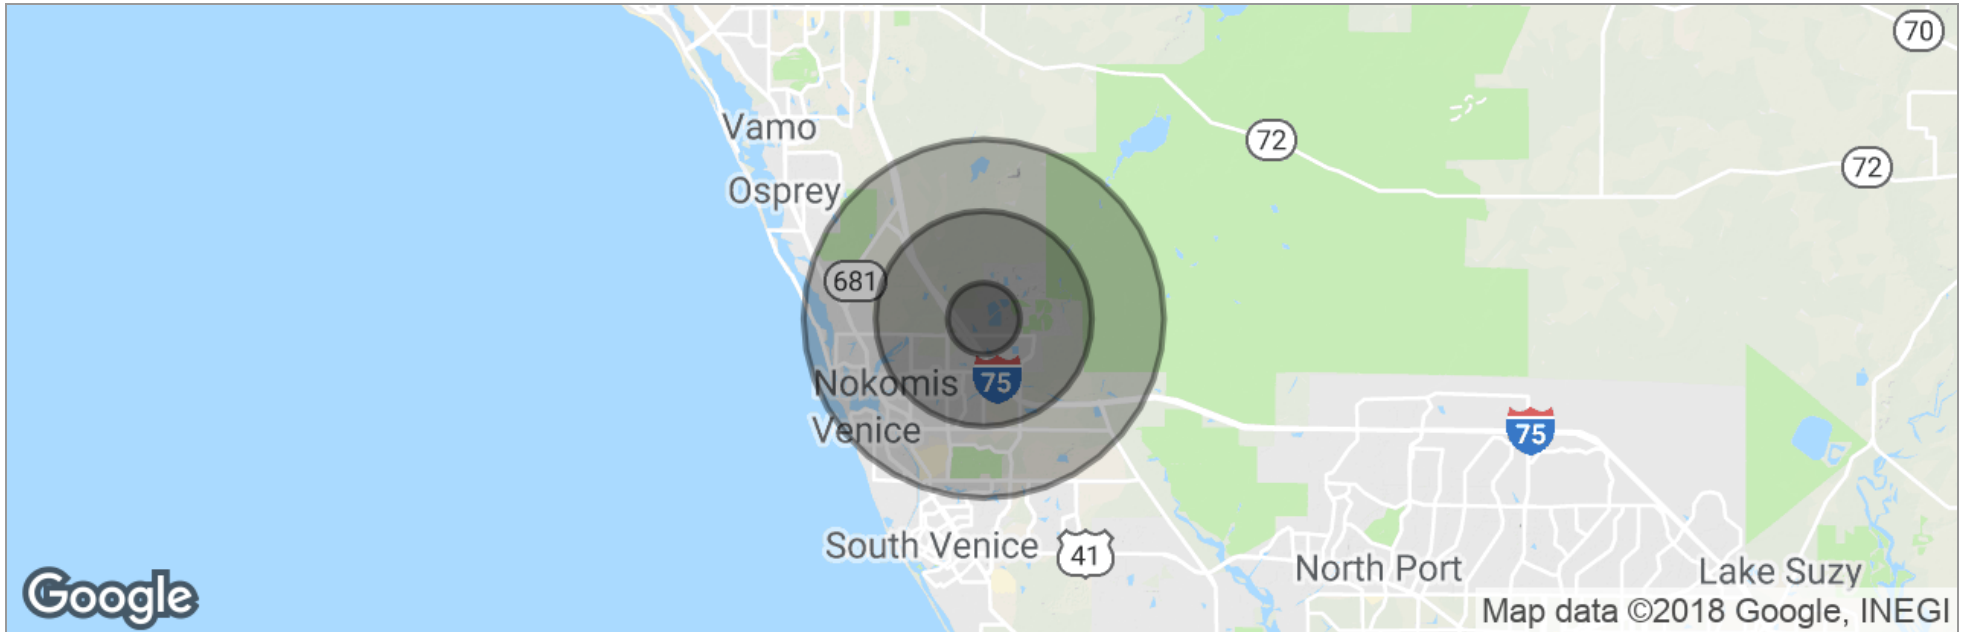 70
Vamo
72
72
Osprey
681
Nokomis
75
Venice
75
South Venice
41
North Port
Lake Suzy
Google
Map data ©2018 Google, INEGI